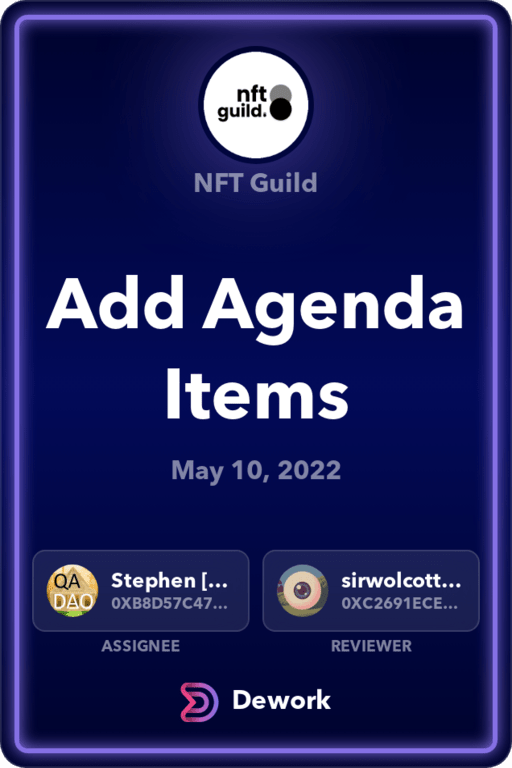 nft
guild.
NFT Guild
Add Agenda
Items
May 10, 2022
QA
DAO
Stephen [...
0XB8D57C47...
ASSIGNEE
sirwolcott...
0XC2691ECE...
REVIEWER
Dework